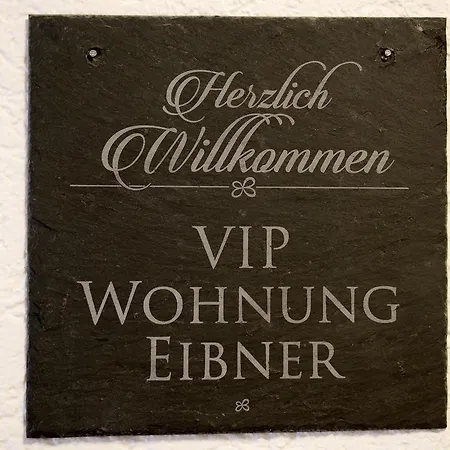 Herzlich
Willkommen
VIP
WOHNUNG
EIBNER